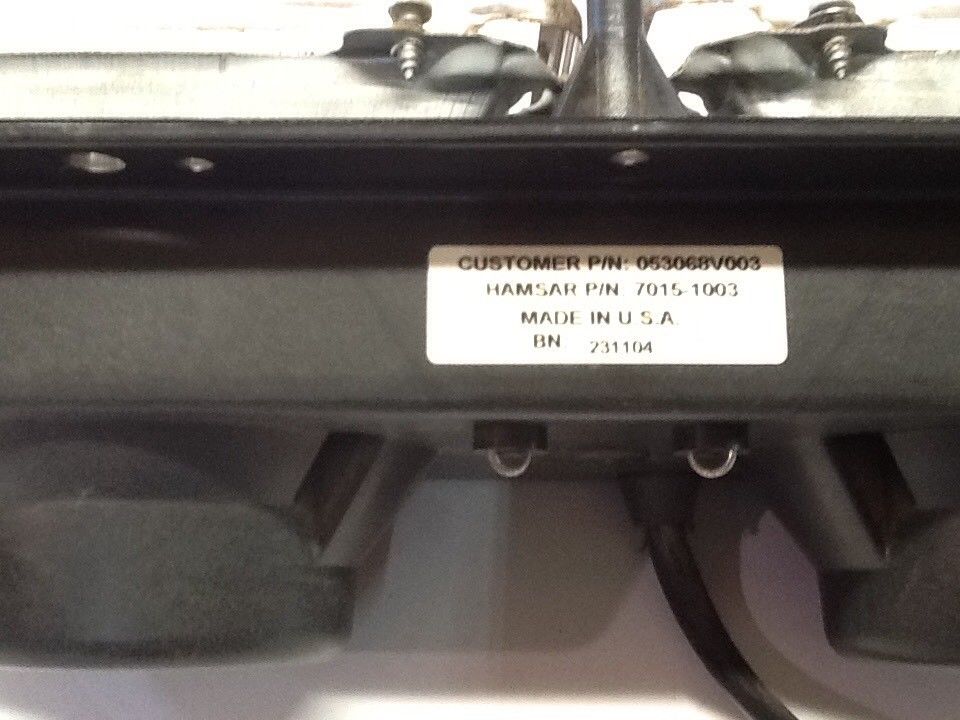 CUSTOMER P/N: 053068V003
HAMSAR P/N 7015-1003
MADE IN U.S.A.
BN 231104